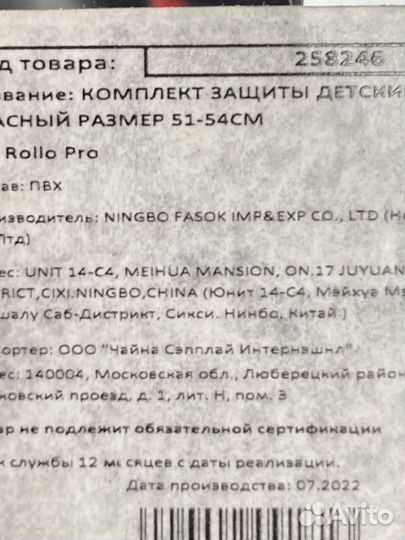 д товара: 258246
вание: КОМПЛЕКТ ЗАЩИТЫ ДЕТСКИ
АСНЫЙ РАЗМЕР 51-54СМ
Rollo Pro
ав: ПВХ
изводитель: NINGBO FASOK IMP&EXP CO., LTD (Н
Лтд)
ес: UNIT 14-C4, MEIHUA MANSION, ON.17 JUYUAN
RICT,CIXI.NINGBO,CHINA (Юнит 14-С4, Мэйхуа М
шалу Саб-Дистрикт, Сикси. Нинбо, Китай.)
ортер: ООО "Чайна Сэпплай Интернэшнл"
ес: 140004, Московская обл., Люберецкий район
ковский проезд, д. 1, лит. Н, пом. 3
ар не подлежит обязательной сертификации
к службы 12 месяцев с даты реализации.
Дата производства: 07.2022
Avito